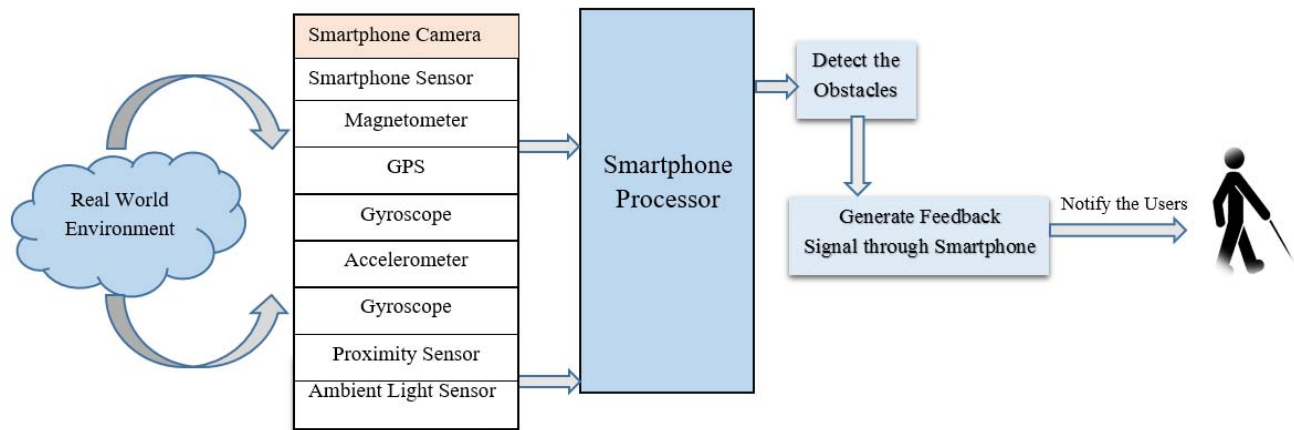 Real World
Environment
Smartphone Camera
Smartphone Sensor
Magnetometer
GPS
Gyroscope
Accelerometer
Gyroscope
Proximity Sensor
Ambient Light Sensor
Smartphone
Processor
Detect the
Obstacles
Generate Feedback
Signal through Smartphone
Notify the Users